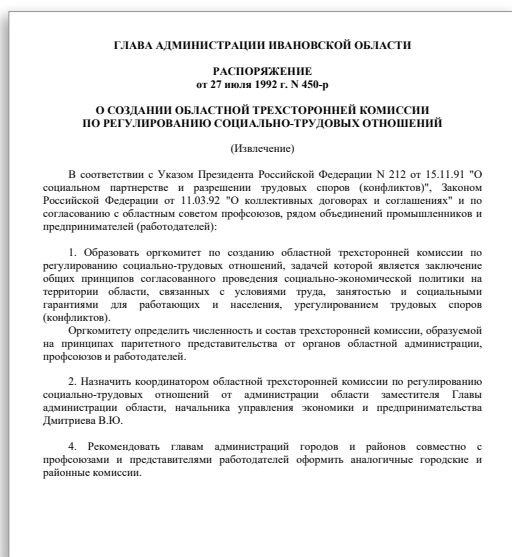 ГЛАВА АДМИНИСТРАЦИИ ИВАНОВСКОЙ ОБЛАСТИ
РАСПОРЯЖЕНИЕ
от 27 июля 1992 г. N 450-р
О СОЗДАНИИ ОБЛАСТНОЙ ТРЕХСТОРОННЕЙ КОМИССИИ
ПО РЕГУЛИРОВАНИЮ СОЦИАЛЬНО-ТРУДОВЫХ ОТНОШЕНИЙ
(Извлечение)
В соответствии с Указом Президента Российской Федерации N 212 от 15.11.91 "О
социальном партнерстве и разрешении трудовых споров (конфликтов)", Законом
Российской Федерации от 11.03.92 "О коллективных договорах и соглашениях" и по
согласованию с областным советом профсоюзов, рядом объединений промышленников и
предпринимателей (работодателей):
1. Образовать оргкомитет по созданию областной трехсторонней комиссии по
регулированию социально-трудовых отношений, задачей которой является заключение
общих принципов согласованного проведения социально-экономической политики на
территории области, связанных с условиями труда, занятостью и социальными
гарантиями для работающих и населения, урегулированием трудовых споров
(конфликтов).
Оргкомитету определить численность и состав трехсторонней комиссии, образуемой
на принципах паритетного представительства от органов областной администрации,
профсоюзов и работодателей.
2. Назначить координатором областной трехсторонней комиссии по регулированию
социально-трудовых отношений от администрации области заместителя Главы
администрации области, начальника управления экономики и предпринимательства
Дмитриева В.Ю.
4. Рекомендовать главам администраций городов и районов совместно с
профсоюзами и представителями работодателей оформить аналогичные городские и
районные комиссии.